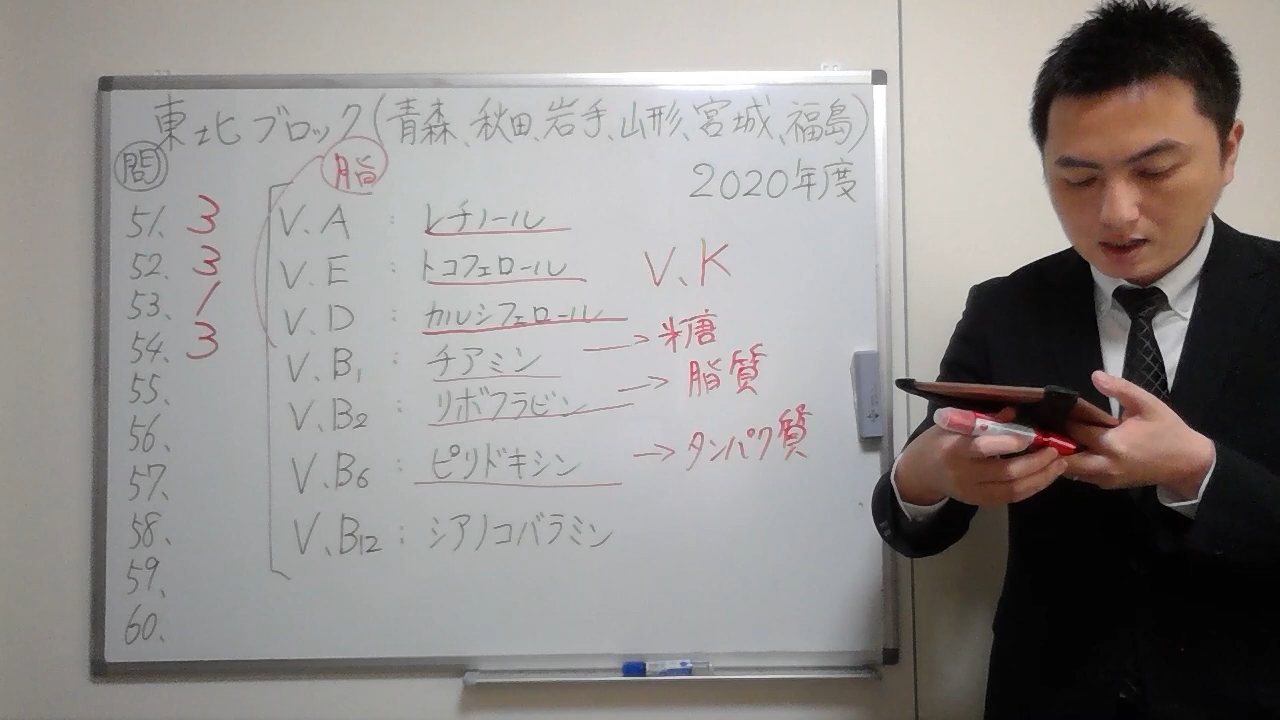 東北ブロック(青森、秋田、岩手、山形、宮城、福島)
2020年度
問
脂
51. 3
52. 3
53. 1
54. 3
55.
56.
57.
58.
59.
60.
V.A : レチノール
V.E : トコフェロール
V.K
V.D : カルシフェロール
V.B1 : チアミン → 糖
V.B2 : リボフラビン → 脂質
V.B6 : ピリドキシン → タンパク質
V.B12 : シアノコバラミン